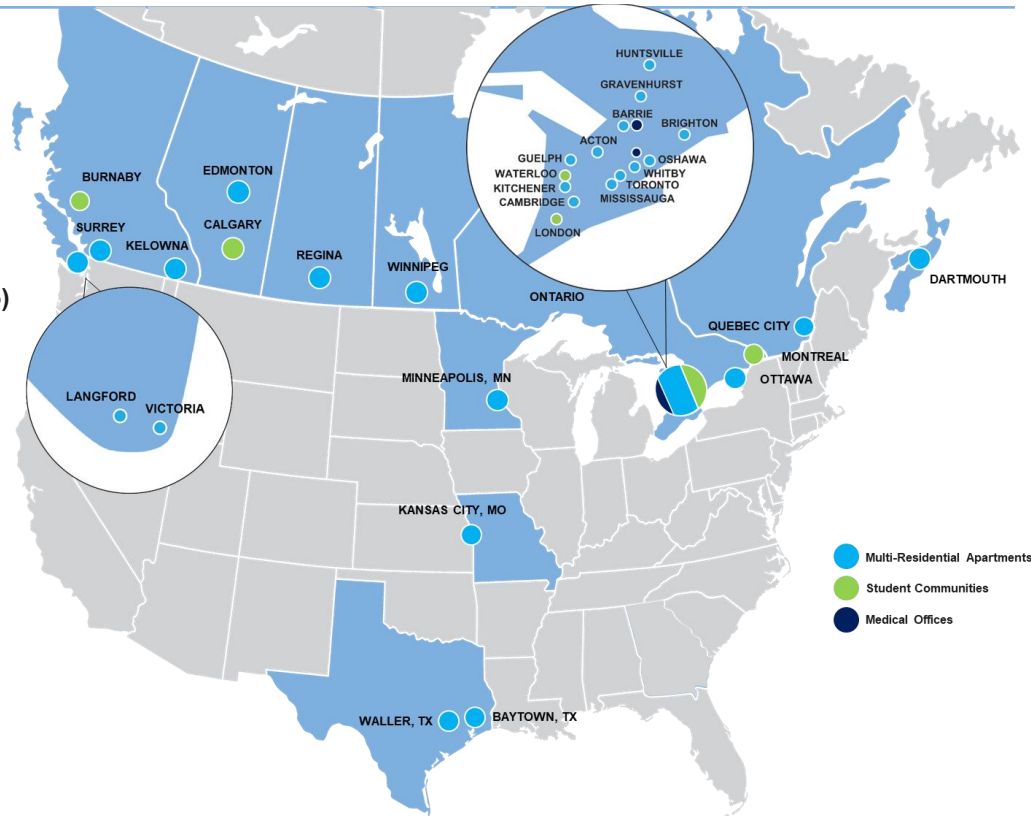 HUNTSVILLE
GRAVENHURST
BARRIE
BRIGHTON
ACTON
GUELPH
OSHAWA
WATERLOO
WHITBY
KITCHENER
TORONTO
CAMBRIDGE
MISSISSAUGA
LONDON
BURNABY
EDMONTON
SURREY
CALGARY
KELOWNA
REGINA
WINNIPEG
DARTMOUTH
ONTARIO
)
QUEBEC CITY
MONTREAL
OTTAWA
MINNEAPOLIS, MN
LANGFORD
VICTORIA
KANSAS CITY, MO
Multi-Residential Apartments
Student Communities
Medical Offices
WALLER, TX
BAYTOWN, TX